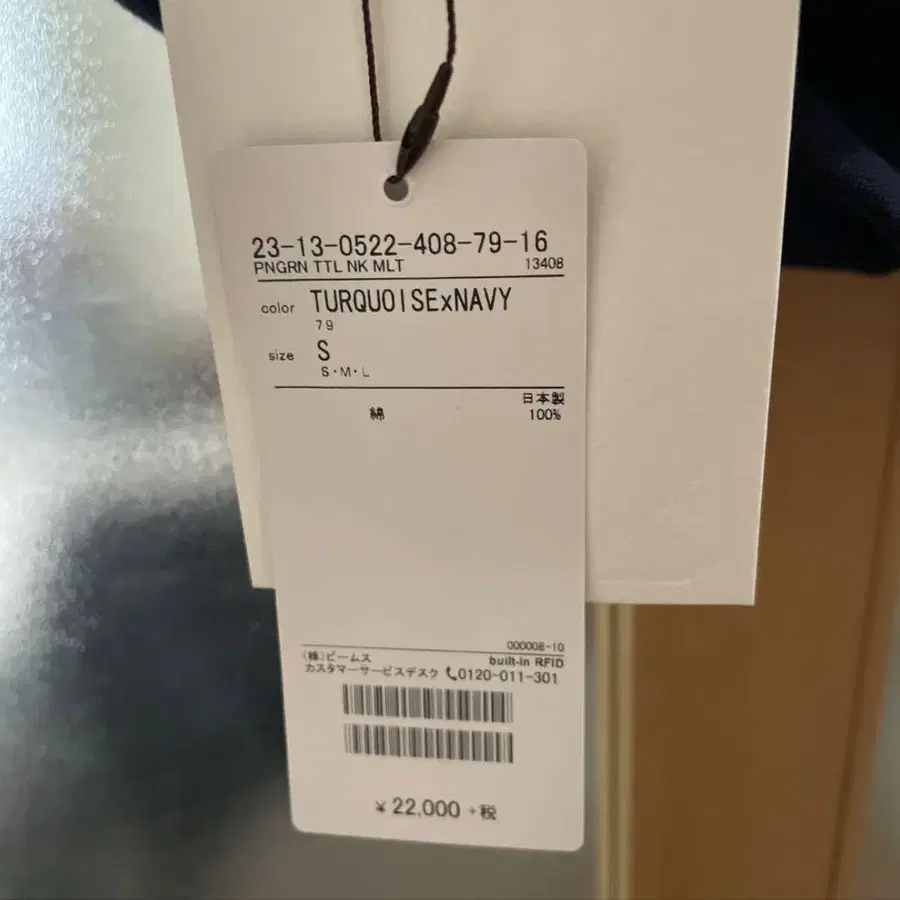 23-13-0522-408-79-16
PNGRN TTL NK MLT 13408
color TURQUOISExNAVY
79
size S
S・M・L
日本製
綿 100%
000008-10
(株)ビームス built-in RFID
カスタマーサービスデスク 0120-011-301
¥ 22,000 +税